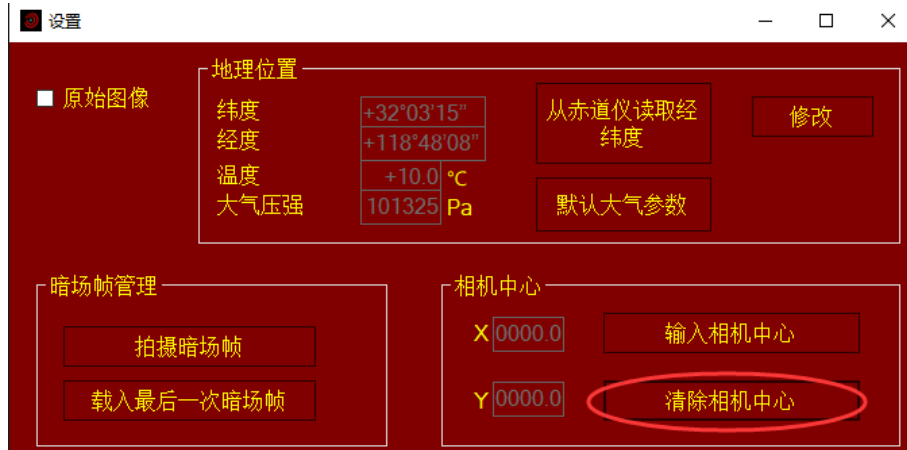 设置
原始图像
地理位置
纬度 +32°03'15"
经度 +118°48'08"
温度 +10.0 °C
大气压强 101325 Pa
从赤道仪读取经
纬度
修改
默认大气参数
暗场帧管理
拍摄暗场帧
载入最后一次暗场帧
相机中心
X 0000.0 输入相机中心
Y 0000.0 清除相机中心